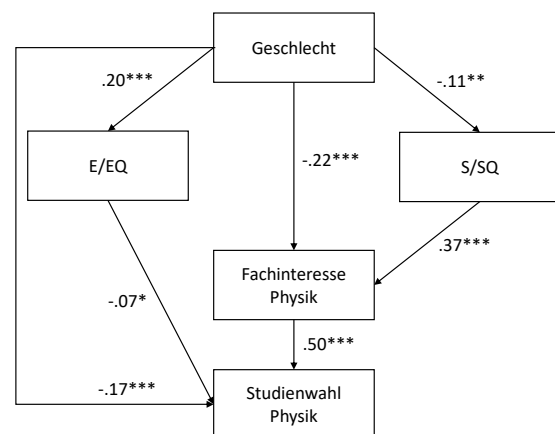 Geschlecht
.20***
-.11**
E/EQ
-.22***
S/SQ
.37***
Fachinteresse
Physik
-.07*
.50***
-.17***
Studienwahl
Physik